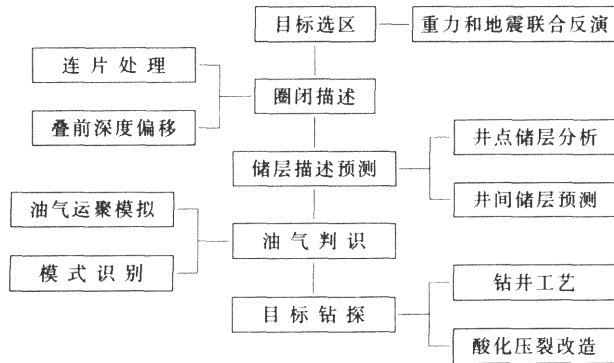 目标选区
重力和地震联合反演
连片处理
圈闭描述
叠前深度偏移
井点储层分析
储层描述预测
井间储层预测
油气运聚模拟
油气判识
模式识别
钻井工艺
目标钻探
酸化压裂改造